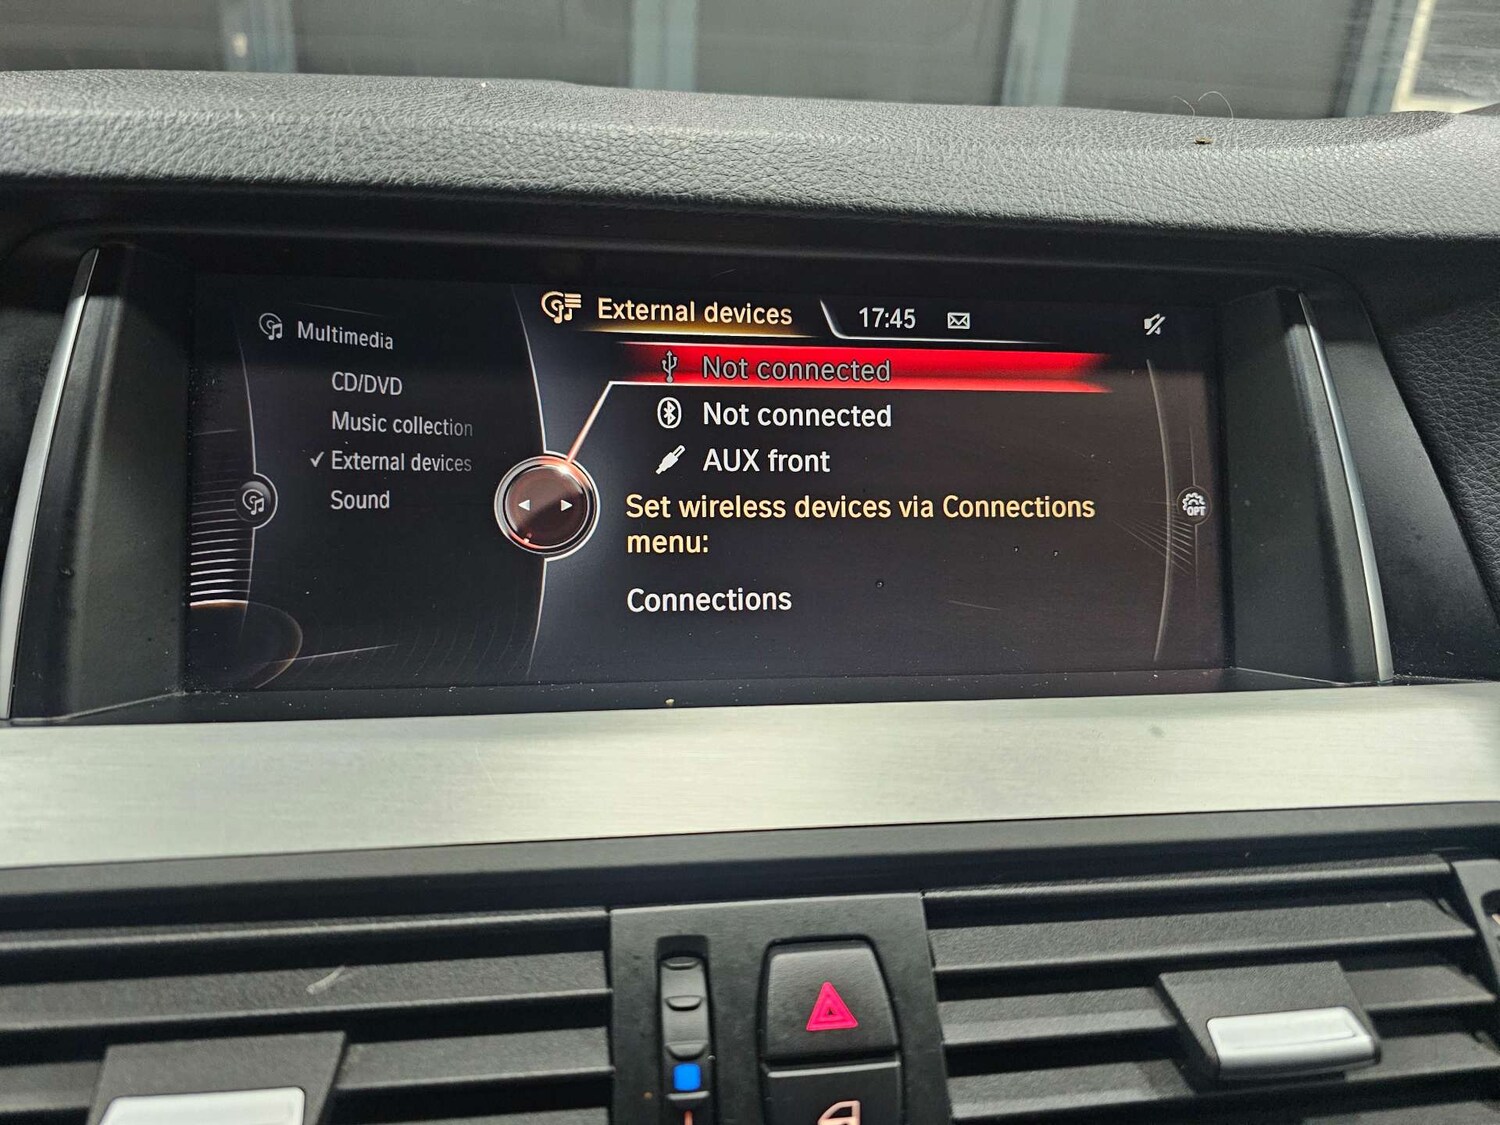 Multimedia
CD/DVD
Music collection
External devices
Sound
External devices
17:45
Not connected
Not connected
AUX front
Set wireless devices via Connections
menu:
Connections
OPT